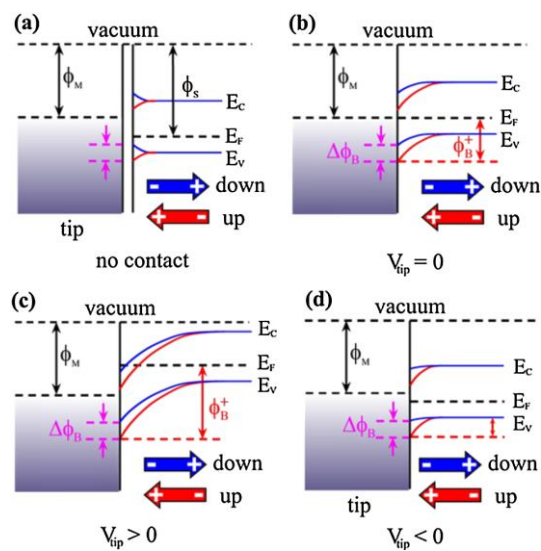 (a)
vacuum
ϕM
ϕS
EC
EF
EV
ΔϕB
- + down
+ - up
tip
no contact
(b)
vacuum
ϕM
EC
EF
EV
ΔϕB
ϕB+
- + down
+ - up
Vtip = 0
(c)
vacuum
ϕM
EC
EF
EV
ΔϕB
ϕB+
- + down
+ - up
Vtip > 0
(d)
vacuum
ϕM
EC
EF
EV
ΔϕB
- + down
+ - up
tip
Vtip < 0